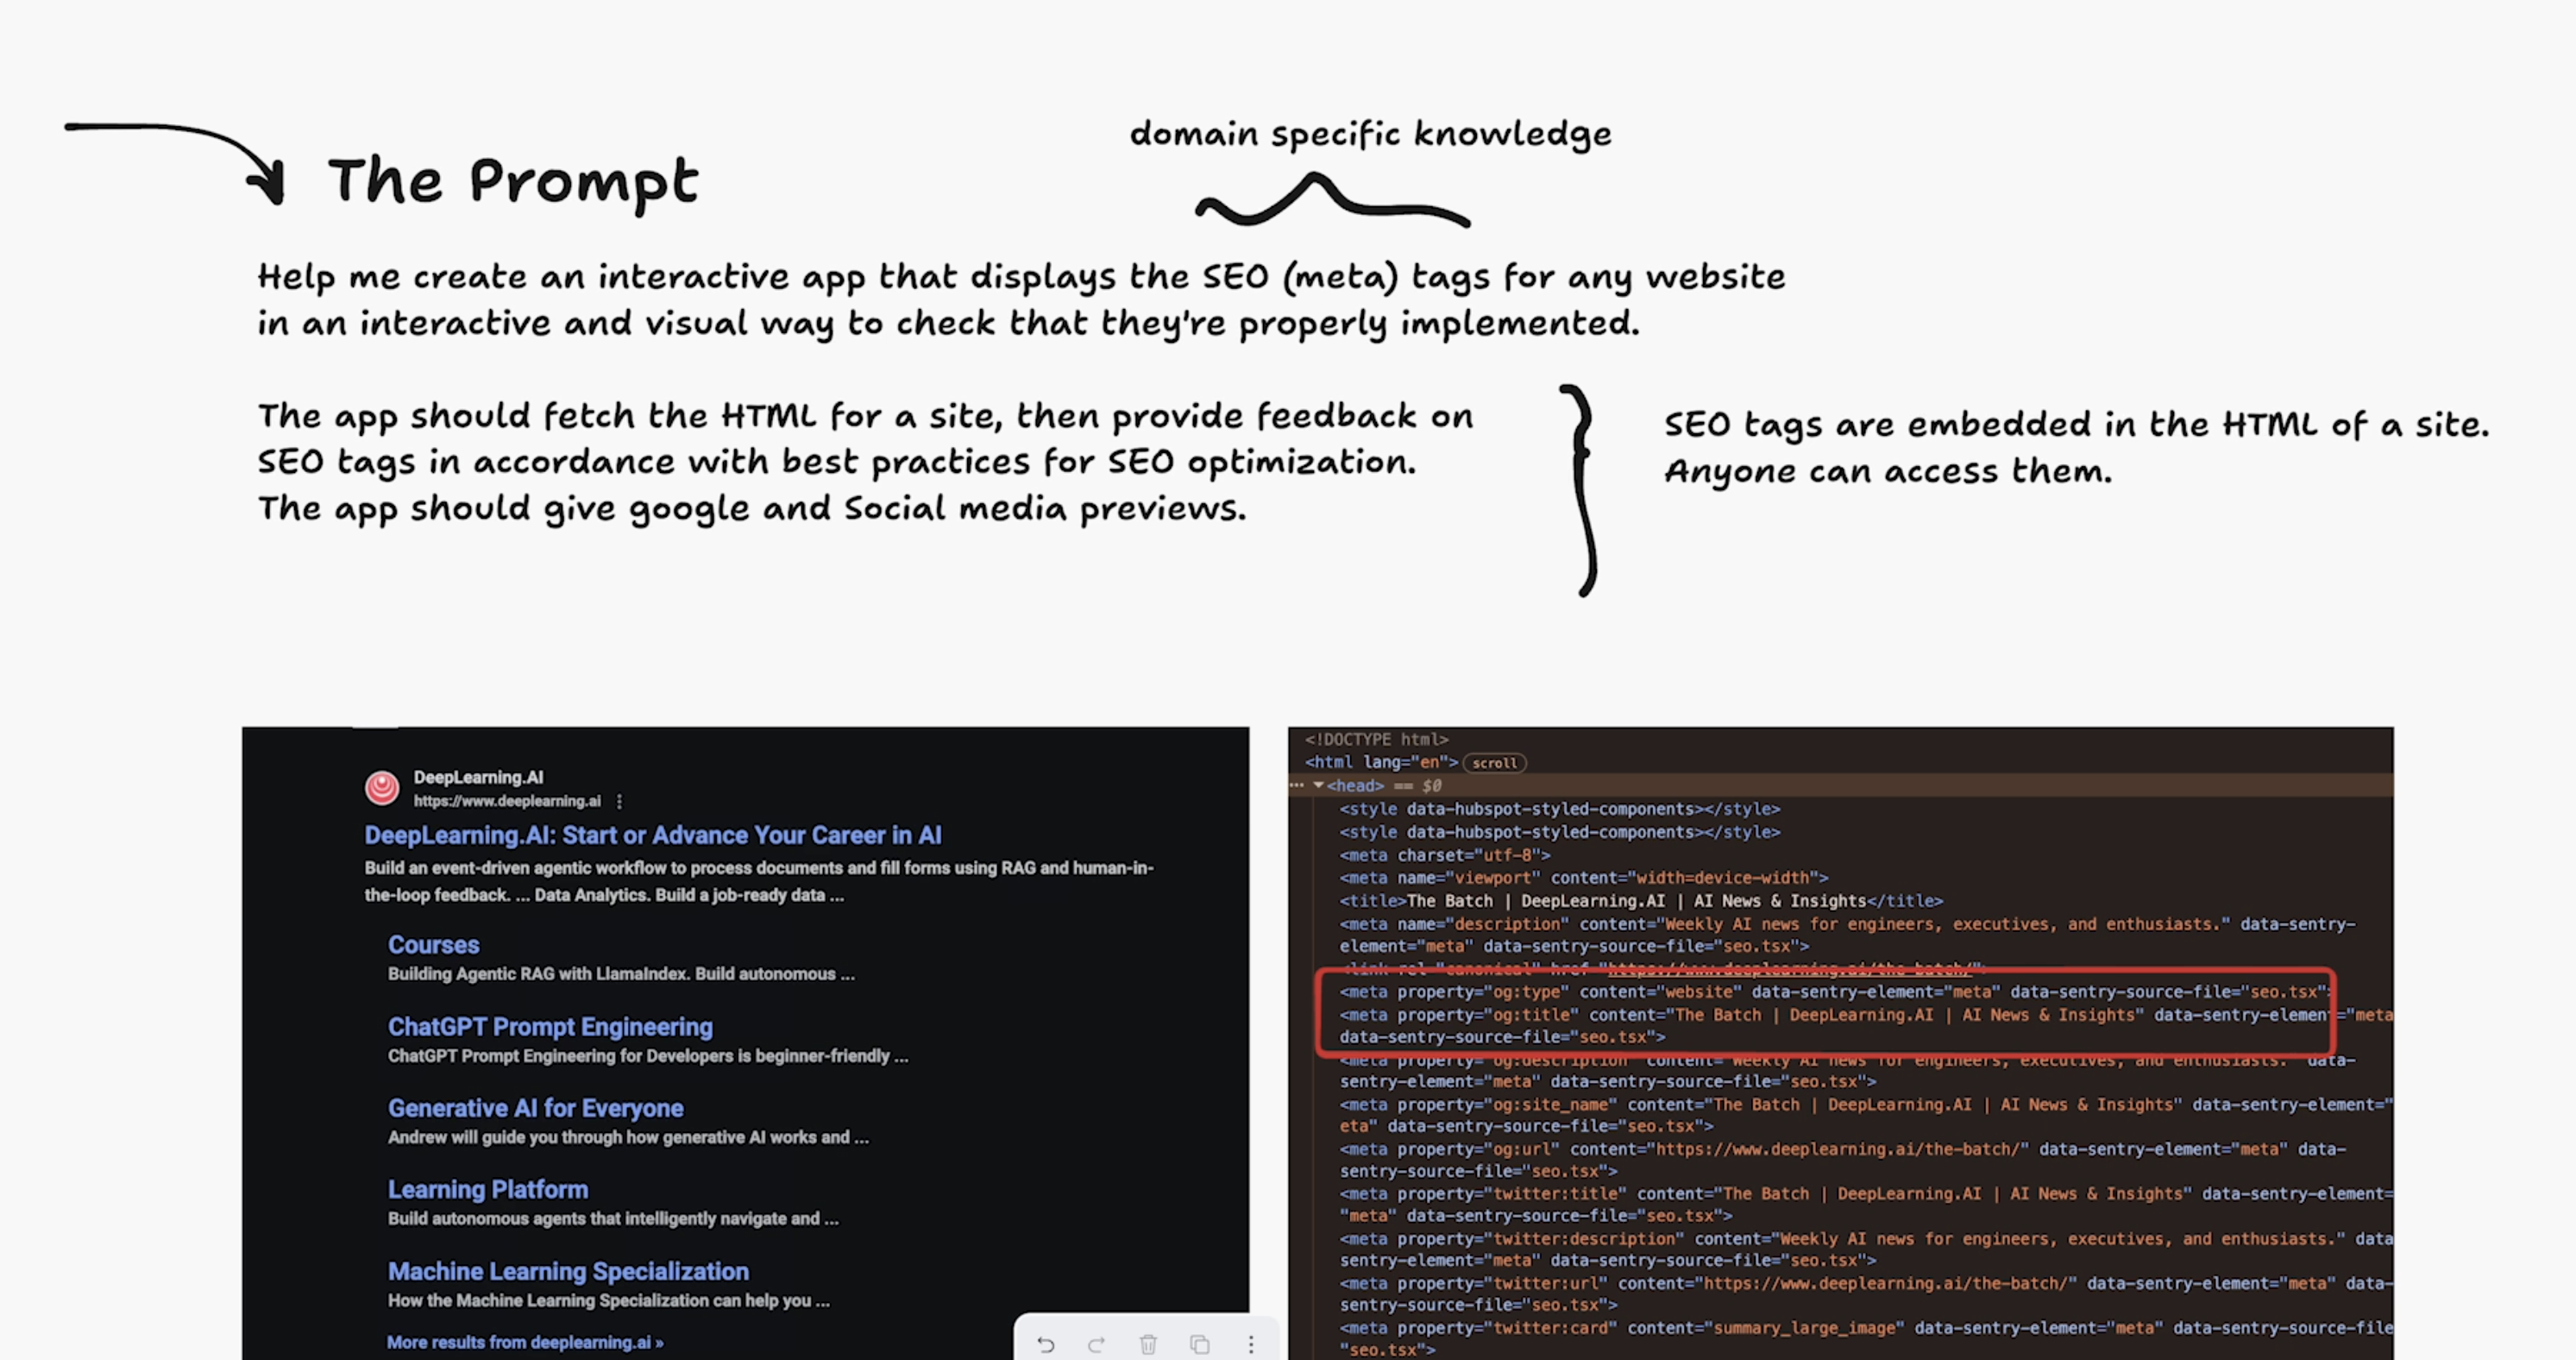 domain specific knowledge
The Prompt
Help me create an interactive app that displays the SEO (meta) tags for any website
in an interactive and visual way to check that they're properly implemented.
The app should fetch the HTML for a site, then provide feedback on
SEO tags in accordance with best practices for SEO optimization.
The app should give google and Social media previews.
SEO tags are embedded in the HTML of a site.
Anyone can access them.
DeepLearning.AI
https://www.deeplearning.ai
DeepLearning.AI: Start or Advance Your Career in AI
Build an event-driven agentic workflow to process documents and fill forms using RAG and human-in-
the-loop feedback. ... Data Analytics. Build a job-ready data ...
Courses
Building Agentic RAG with LlamaIndex. Build autonomous ...
ChatGPT Prompt Engineering
ChatGPT Prompt Engineering for Developers is beginner-friendly ...
Generative AI for Everyone
Andrew will guide you through how generative AI works and ...
Learning Platform
Build autonomous agents that intelligently navigate and ...
Machine Learning Specialization
How the Machine Learning Specialization can help you ...
More results from deeplearning.ai »
<!DOCTYPE html>
<html lang="en"> scroll
<head> == $0
<style data-hubspot-styled-components></style>
<style data-hubspot-styled-components></style>
<meta charset="utf-8">
<meta name="viewport" content="width=device-width">
<title>The Batch | DeepLearning.AI | AI News & Insights</title>
<meta name="description" content="Weekly AI news for engineers, executives, and enthusiasts." data-sentry-
element="meta" data-sentry-source-file="seo.tsx">
<link rel="canonical" href="https://www.deeplearning.ai/the-batch/">
<meta property="og:type" content="website" data-sentry-element="meta" data-sentry-source-file="seo.tsx">
<meta property="og:title" content="The Batch | DeepLearning.AI | AI News & Insights" data-sentry-element="meta
data-sentry-source-file="seo.tsx">
<meta property="og:description" content="Weekly AI news for engineers, executives, and enthusiasts." data-
sentry-element="meta" data-sentry-source-file="seo.tsx">
<meta property="og:site_name" content="The Batch | DeepLearning.AI | AI News & Insights" data-sentry-element="
eta" data-sentry-source-file="seo.tsx">
<meta property="og:url" content="https://www.deeplearning.ai/the-batch/" data-sentry-element="meta" data-
sentry-source-file="seo.tsx">
<meta property="twitter:title" content="The Batch | DeepLearning.AI | AI News & Insights" data-sentry-element=
"meta" data-sentry-source-file="seo.tsx">
<meta property="twitter:description" content="Weekly AI news for engineers, executives, and enthusiasts." data
sentry-element="meta" data-sentry-source-file="seo.tsx">
<meta property="twitter:url" content="https://www.deeplearning.ai/the-batch/" data-sentry-element="meta" data-
sentry-source-file="seo.tsx">
<meta property="twitter:card" content="summary_large_image" data-sentry-element="meta" data-sentry-source-file
"seo.tsx">